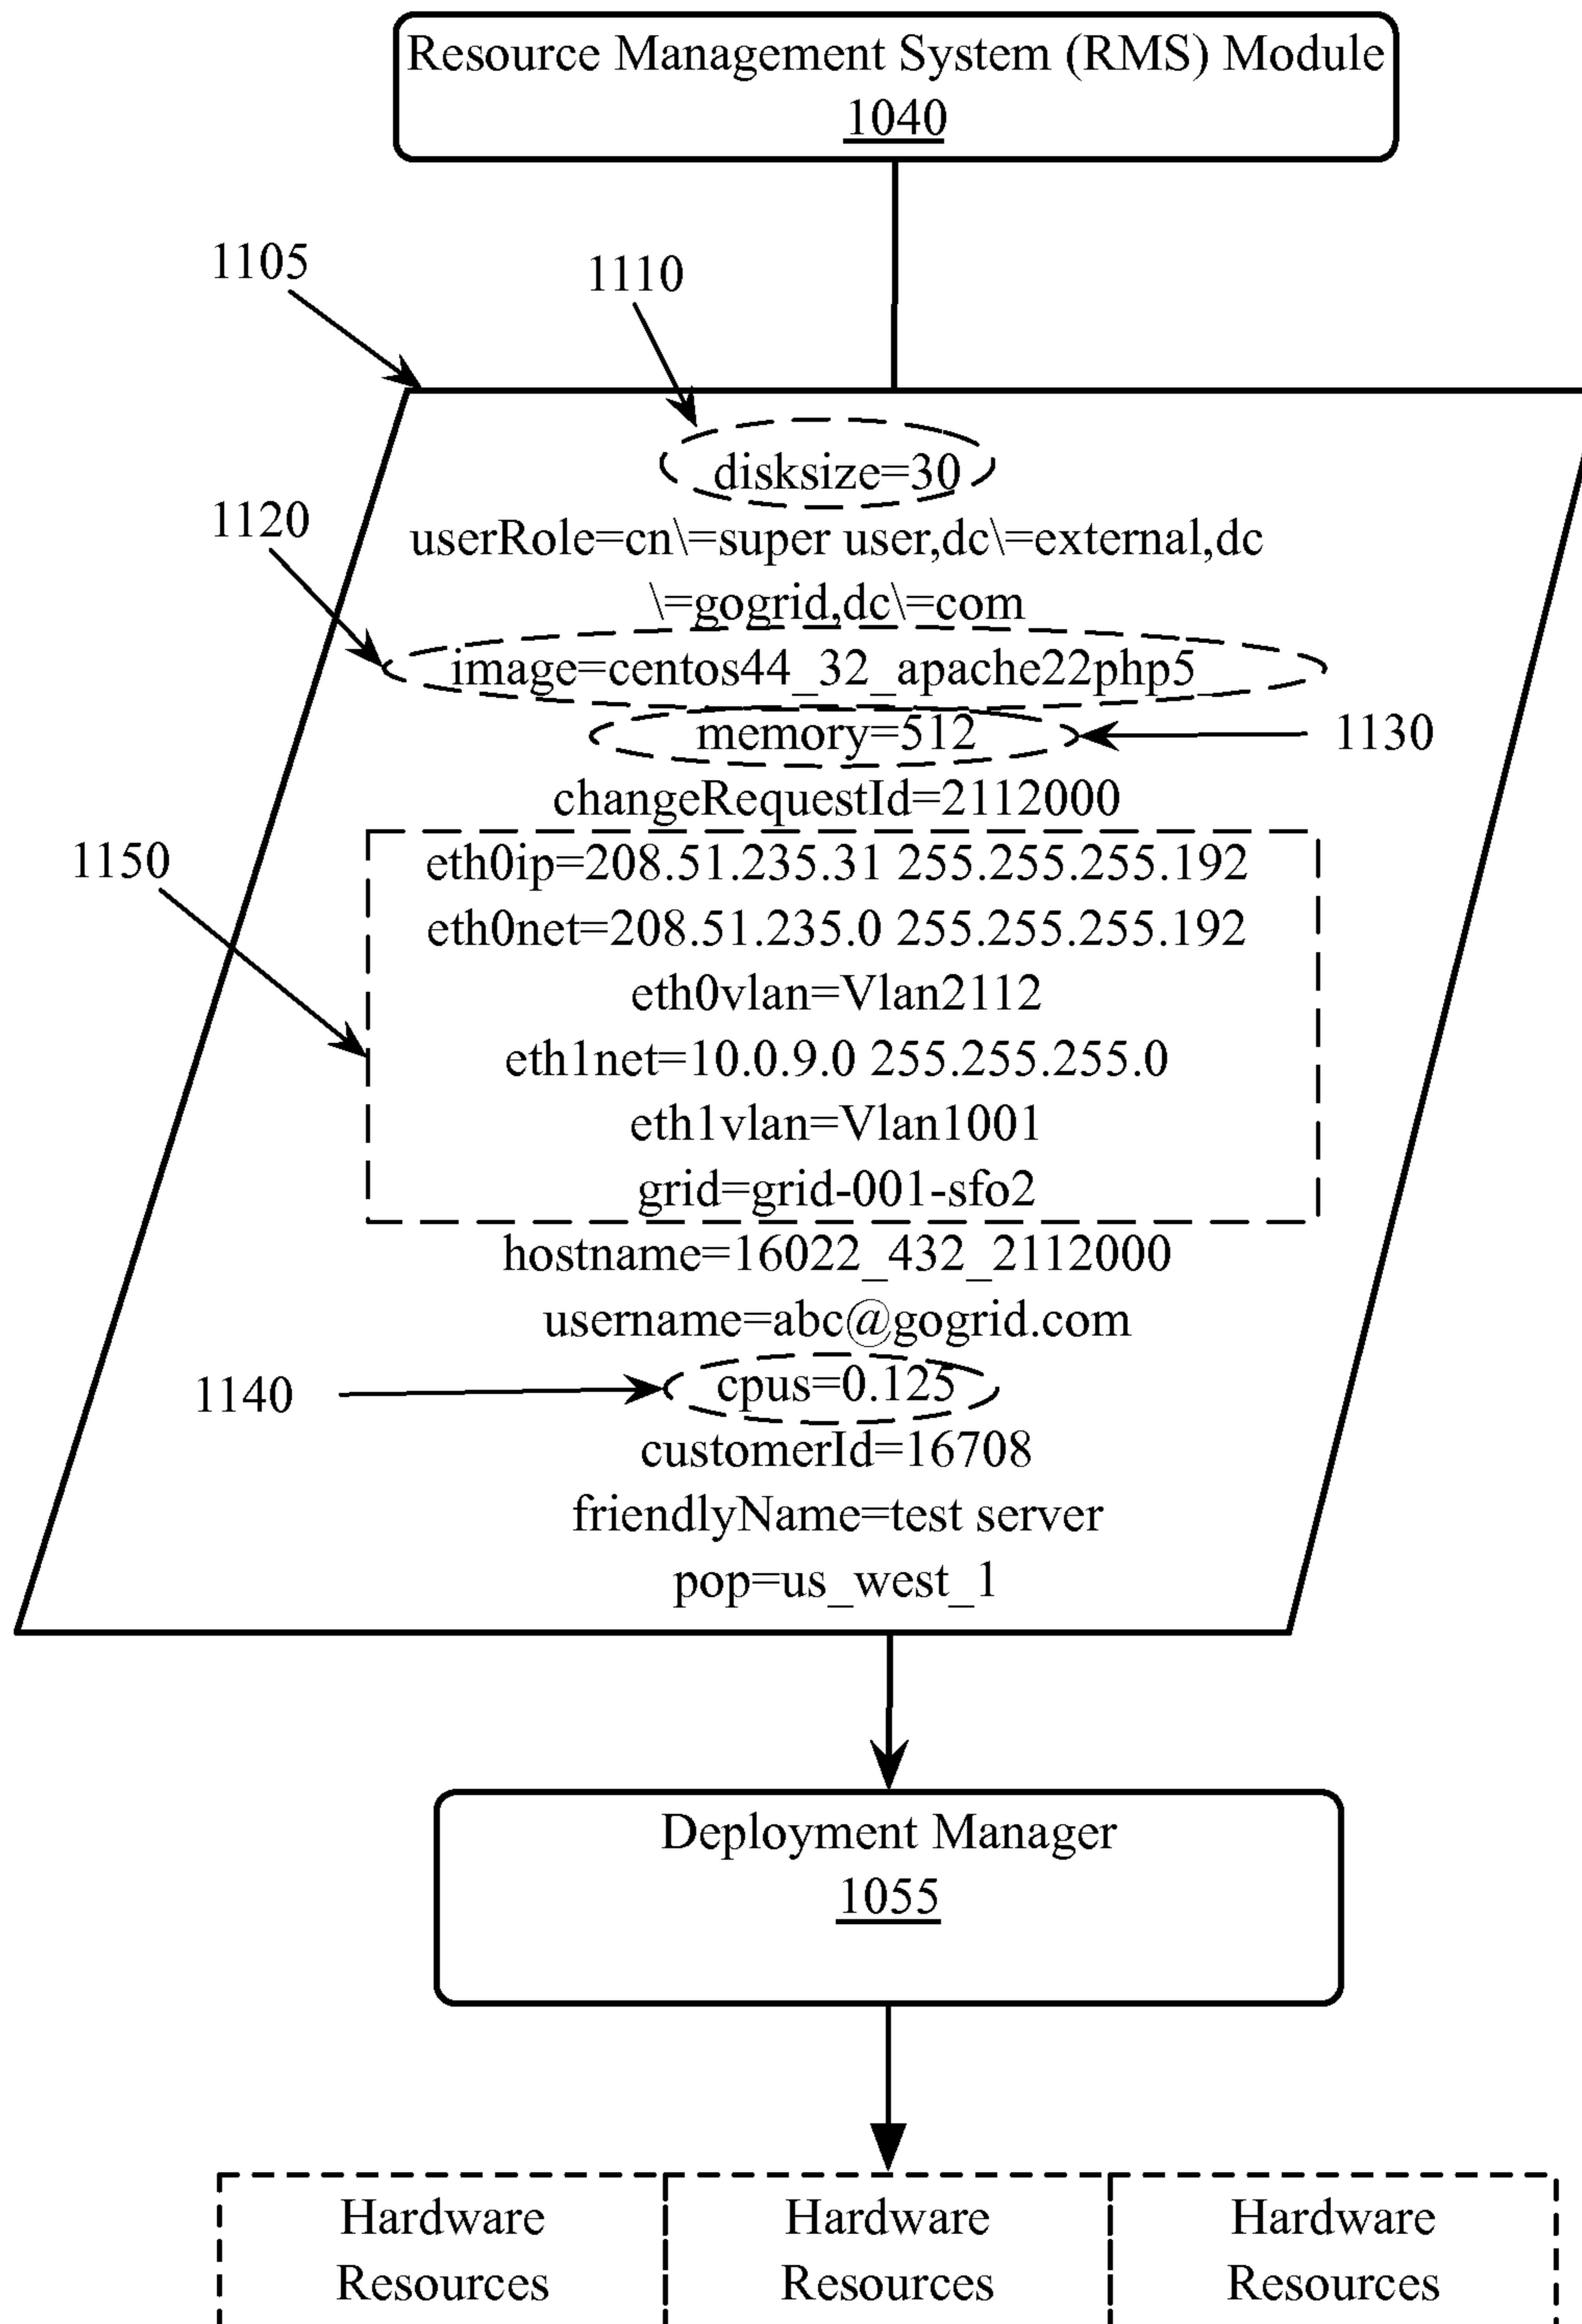 Resource Management System (RMS) Module
1040
1105
1110
disksize=30
1120
userRole=cn\=super user,dc\=external,dc
\=gogrid,dc\=com
image=centos44_32_apache22php5_
memory=512
1130
changeRequestId=2112000
1150
eth0ip=208.51.235.31 255.255.255.192
eth0net=208.51.235.0 255.255.255.192
eth0vlan=Vlan2112
eth1net=10.0.9.0 255.255.255.0
eth1vlan=Vlan1001
grid=grid-001-sfo2
hostname=16022_432_2112000
username=abc@gogrid.com
1140
cpus=0.125
customerId=16708
friendlyName=test server
pop=us_west_1
Deployment Manager
1055
Hardware
Resources
Hardware
Resources
Hardware
Resources